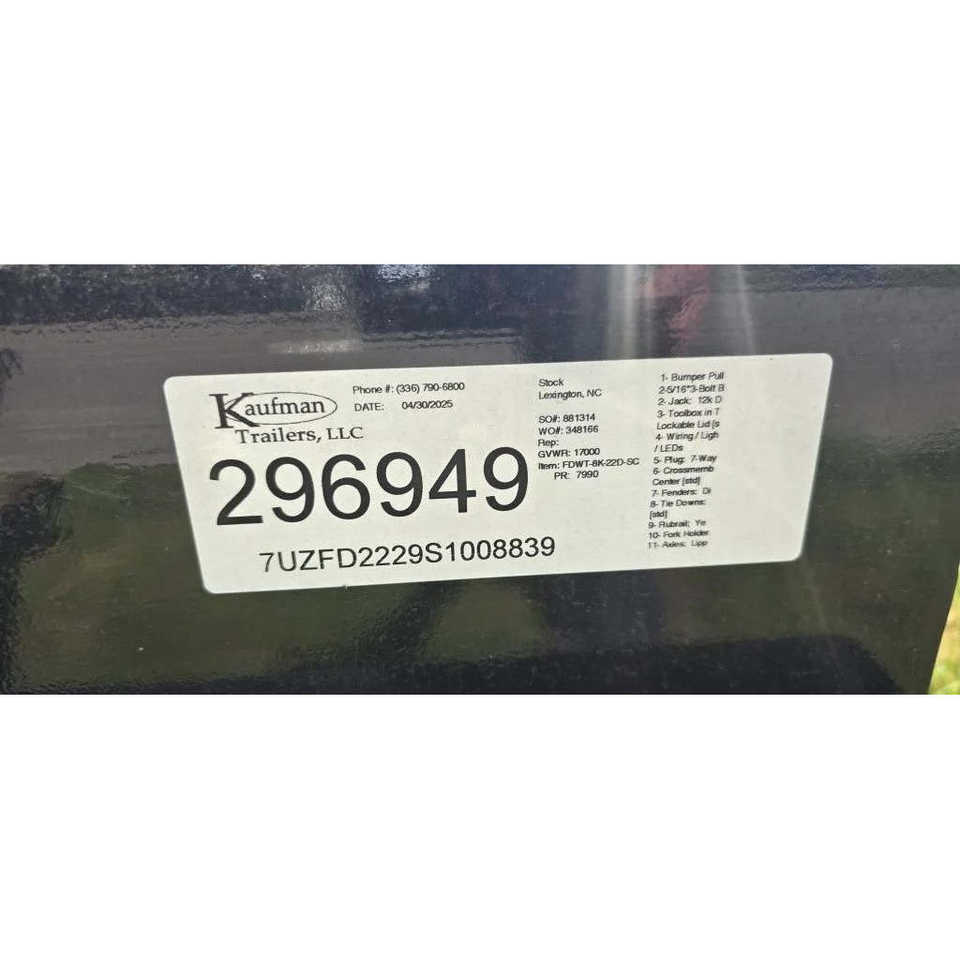 Kaufman
Trailers, LLC
Phone #: (336) 790-6800
DATE: 04/30/2025
296949
7UZFD2229S1008839
Stock
Lexington, NC
SO#: 881314
WO#: 348166
Rep:
GVWR: 17000
Item: FDWT-8K-22D-SC
PR: 7990
1- Bumper Pull
2-5/16"3-Bolt B
2- Jack: 12k D
3- Toolbox in T
Lockable Lid [s
4- Wiring / Ligh
/ LEDs
5- Plug: 7-Way
6- Crossmemb
Center [std]
7- Fenders: Di
8- Tie Downs:
[std]
9- Rubrail; Ye
10- Fork Holder
11- Axles: Lipp